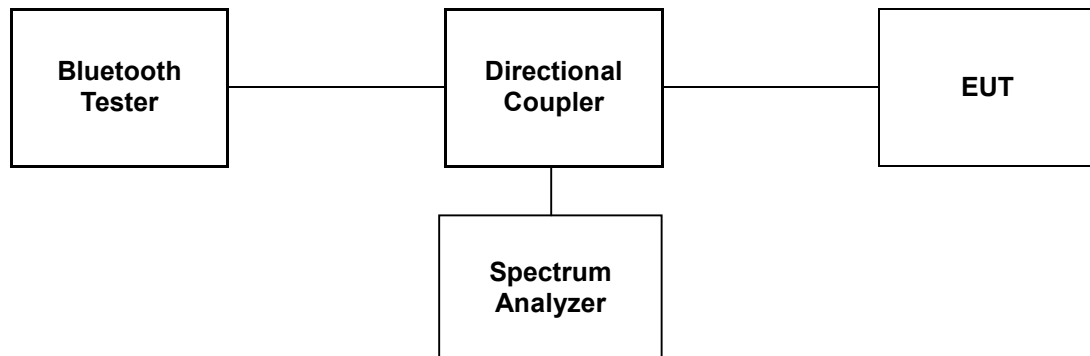 Bluetooth
Tester
Directional
Coupler
EUT
Spectrum
Analyzer